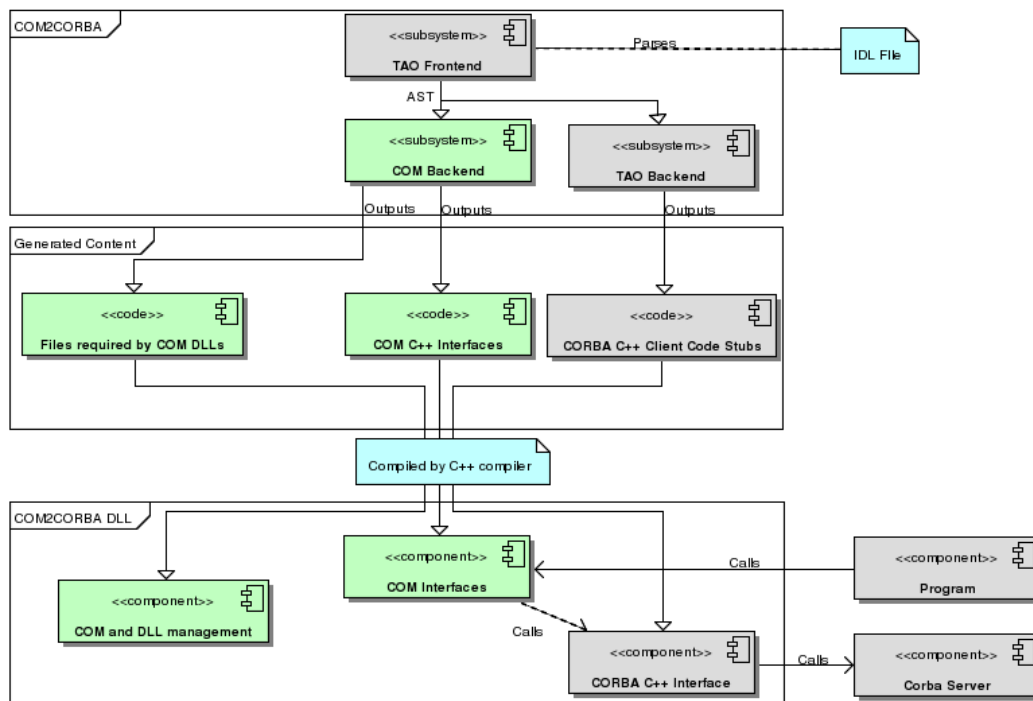 COM2CORBA
<<subsystem>>
TAO Frontend
Parses
IDL File
AST
<<subsystem>>
COM Backend
<<subsystem>>
TAO Backend
Outputs
Outputs
Outputs
Generated Content
<<code>>
Files required by COM DLLs
<<code>>
COM C++ Interfaces
<<code>>
CORBA C++ Client Code Stubs
Compiled by C++ compiler
COM2CORBA DLL
<<component>>
COM Interfaces
Calls
<<component>>
Program
<<component>>
COM and DLL management
Calls
<<component>>
CORBA C++ Interface
Calls
<<component>>
Corba Server